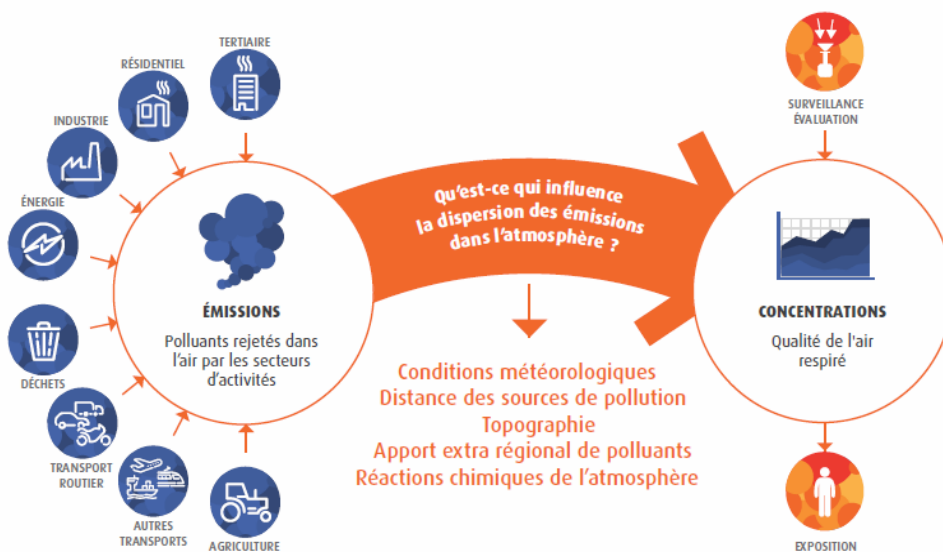 TERTIAIRE
RÉSIDENTIEL
INDUSTRIE
ÉNERGIE
DÉCHETS
TRANSPORT
ROUTIER
AUTRES
TRANSPORTS
AGRICULTURE
ÉMISSIONS
Polluants rejetés dans
l'air par les secteurs
d'activités
Qu'est-ce qui influence
la dispersion des émissions
dans l'atmosphère ?
Conditions météorologiques
Distance des sources de pollution
Topographie
Apport extra régional de polluants
Réactions chimiques de l'atmosphère
SURVEILLANCE
ÉVALUATION
CONCENTRATIONS
Qualité de l'air
respiré
EXPOSITION